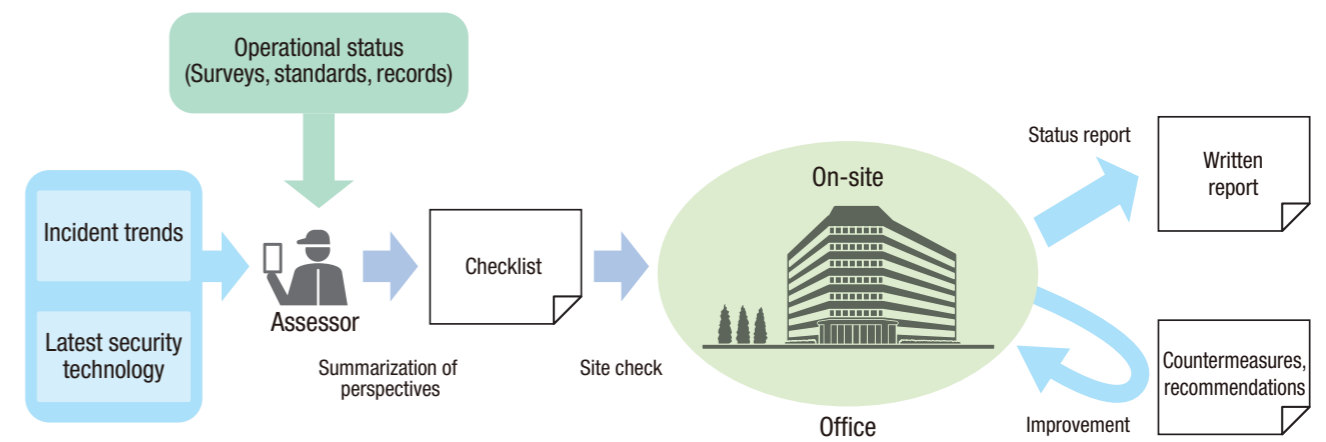 Operational status
(Surveys, standards, records)
Incident trends
Latest security
technology
Assessor
Summarization of
perspectives
Checklist
Site check
On-site
Office
Status report
Written
report
Improvement
Countermeasures,
recommendations